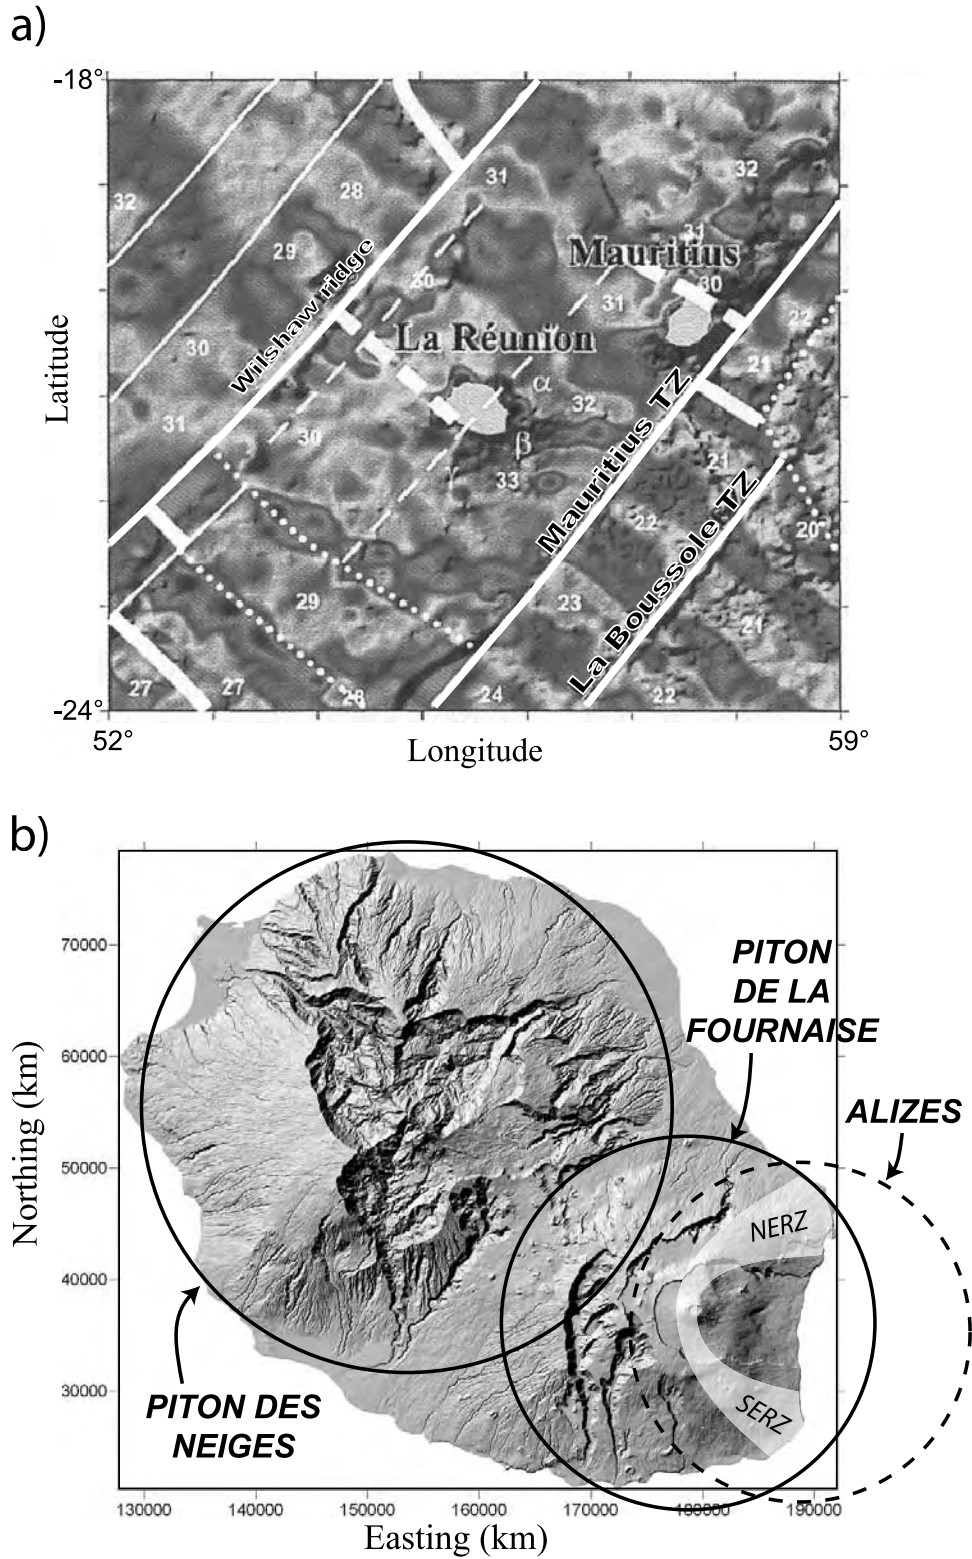 a)
-18°
32
31
28
32
29
31
Mauritius
Wilshaw ridge
30
30
31
22
30
La Réunion
21
α
31
32
30
β
21
γ
33
Mauritius TZ
22
20
29
23
La Boussole TZ
21
27
27
28
24
22
-24°
52°
59°
Latitude
Longitude
b)
70000
60000
50000
40000
30000
Northing (km)
PITON
DE LA
FOURNAISE
ALIZES
NERZ
SERZ
PITON DES
NEIGES
130000
140000
150000
160000
170000
180000
190000
Easting (km)